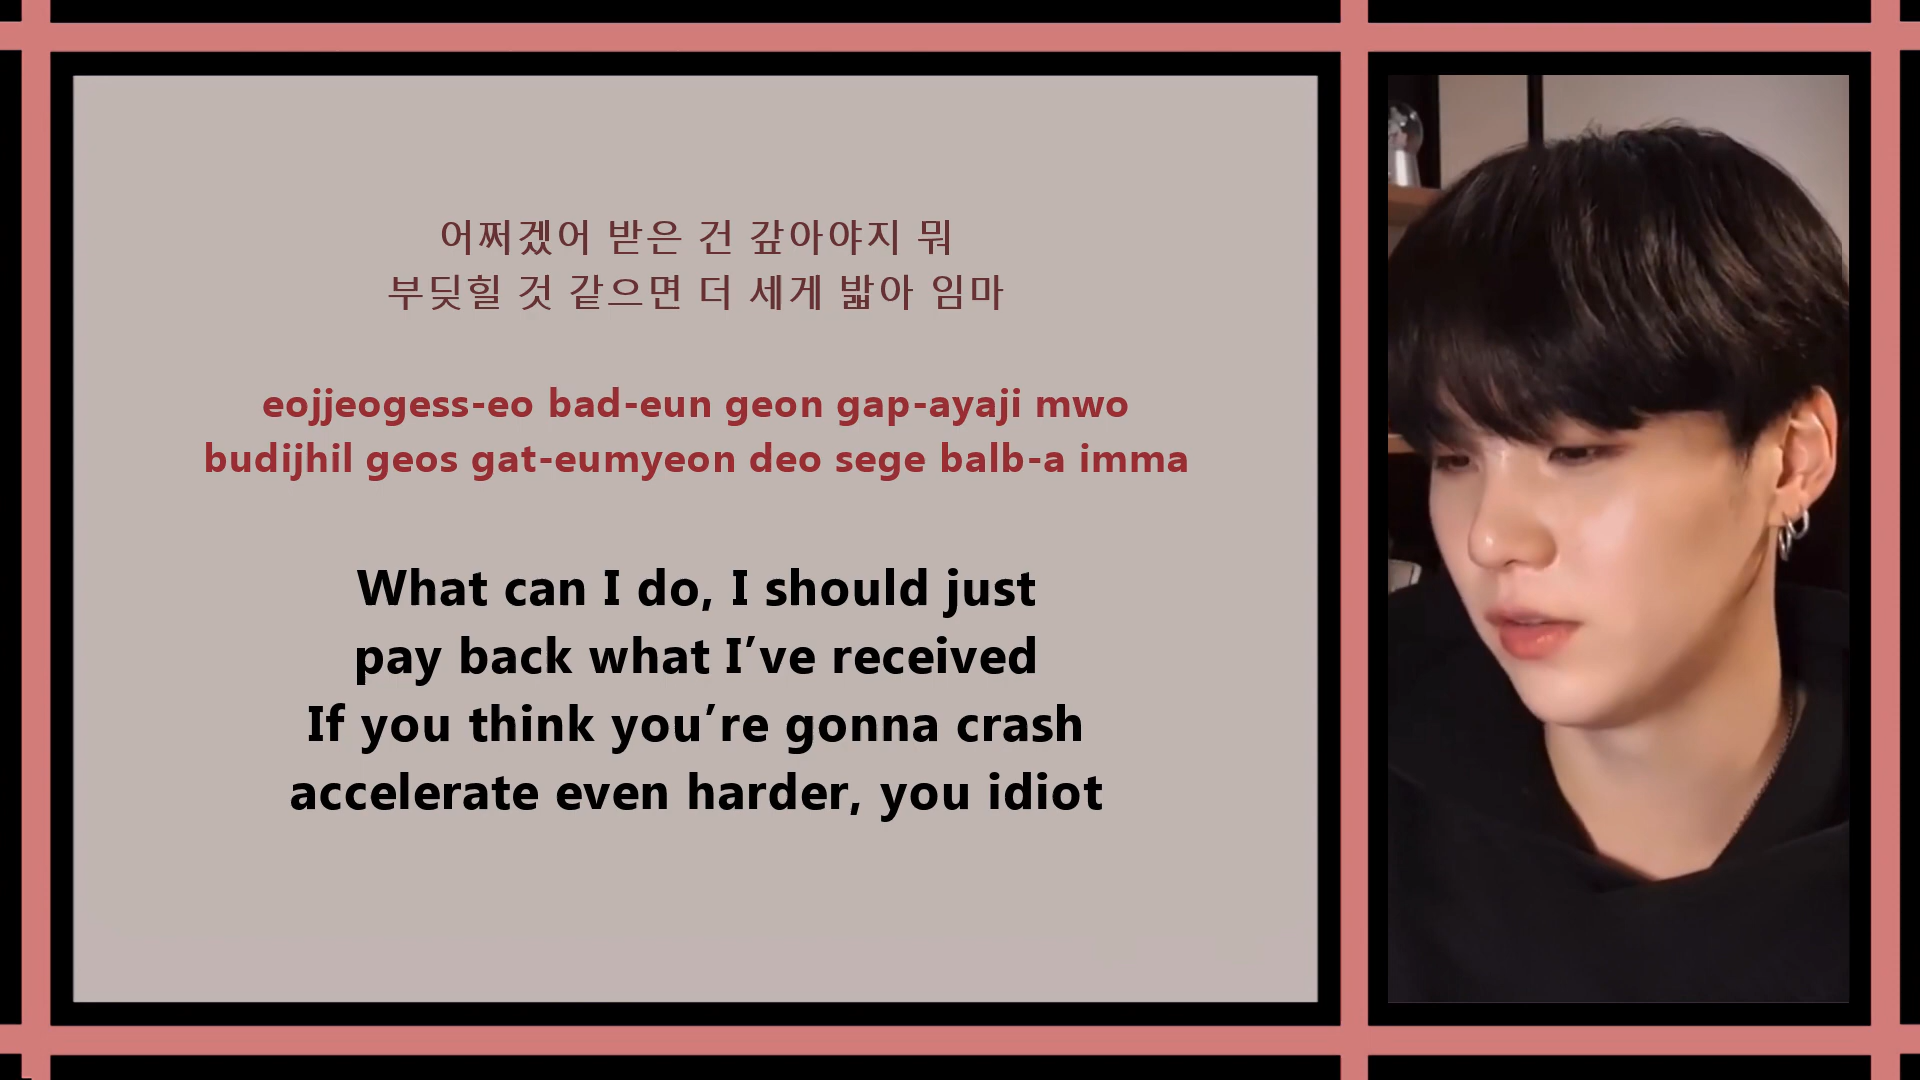 어쩌겠어 받은 건 갚아야지 뭐
부딪힐 것 같으면 더 세게 밟아 임마
eojjeogess-eo bad-eun geon gap-ayaji mwo
budijhil geos gat-eumyeon deo sege balb-a imma
What can I do, I should just
pay back what I’ve received
If you think you’re gonna crash
accelerate even harder, you idiot